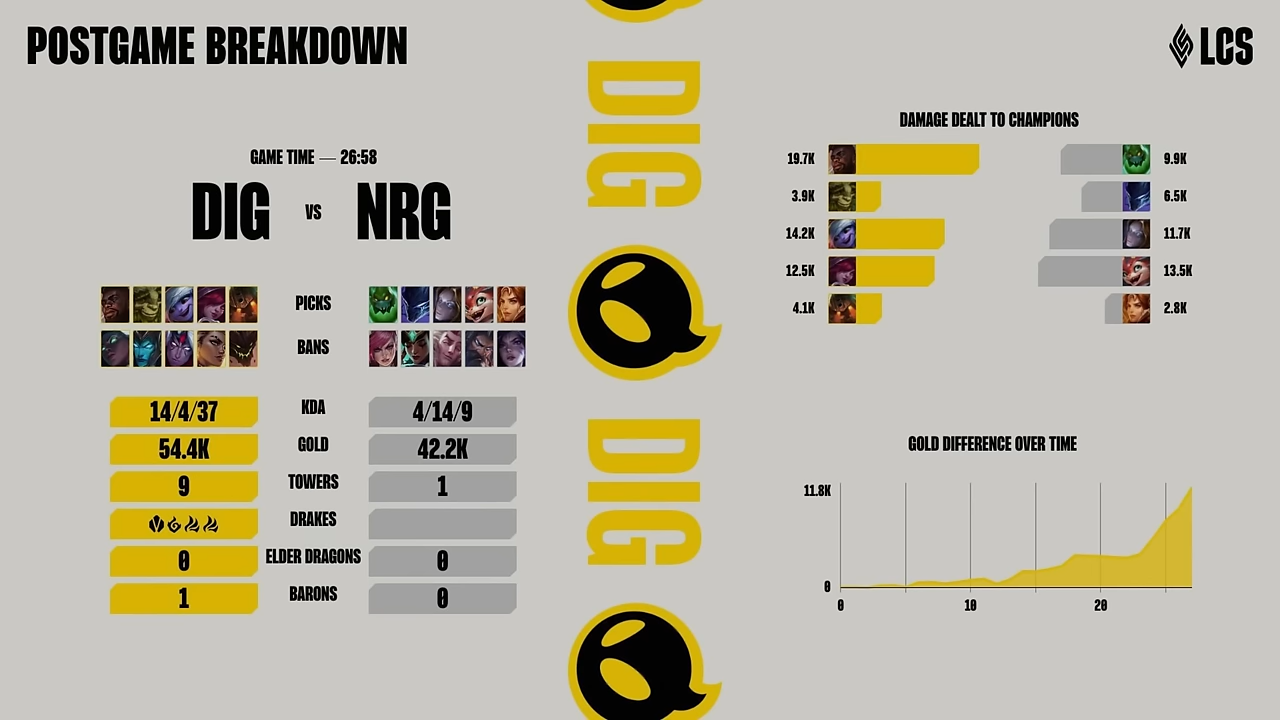 POSTGAME BREAKDOWN
LCS
GAME TIME — 26:58
DIG VS NRG
PICKS
BANS
14/4/37 KDA 4/14/9
54.4K GOLD 42.2K
9 TOWERS 1
DRAKES
0 ELDER DRAGONS 0
1 BARONS 0
DIG
DIG
DAMAGE DEALT TO CHAMPIONS
19.7K 9.9K
3.9K 6.5K
14.2K 11.7K
12.5K 13.5K
4.1K 2.8K
GOLD DIFFERENCE OVER TIME
11.8K
0
0 10 20